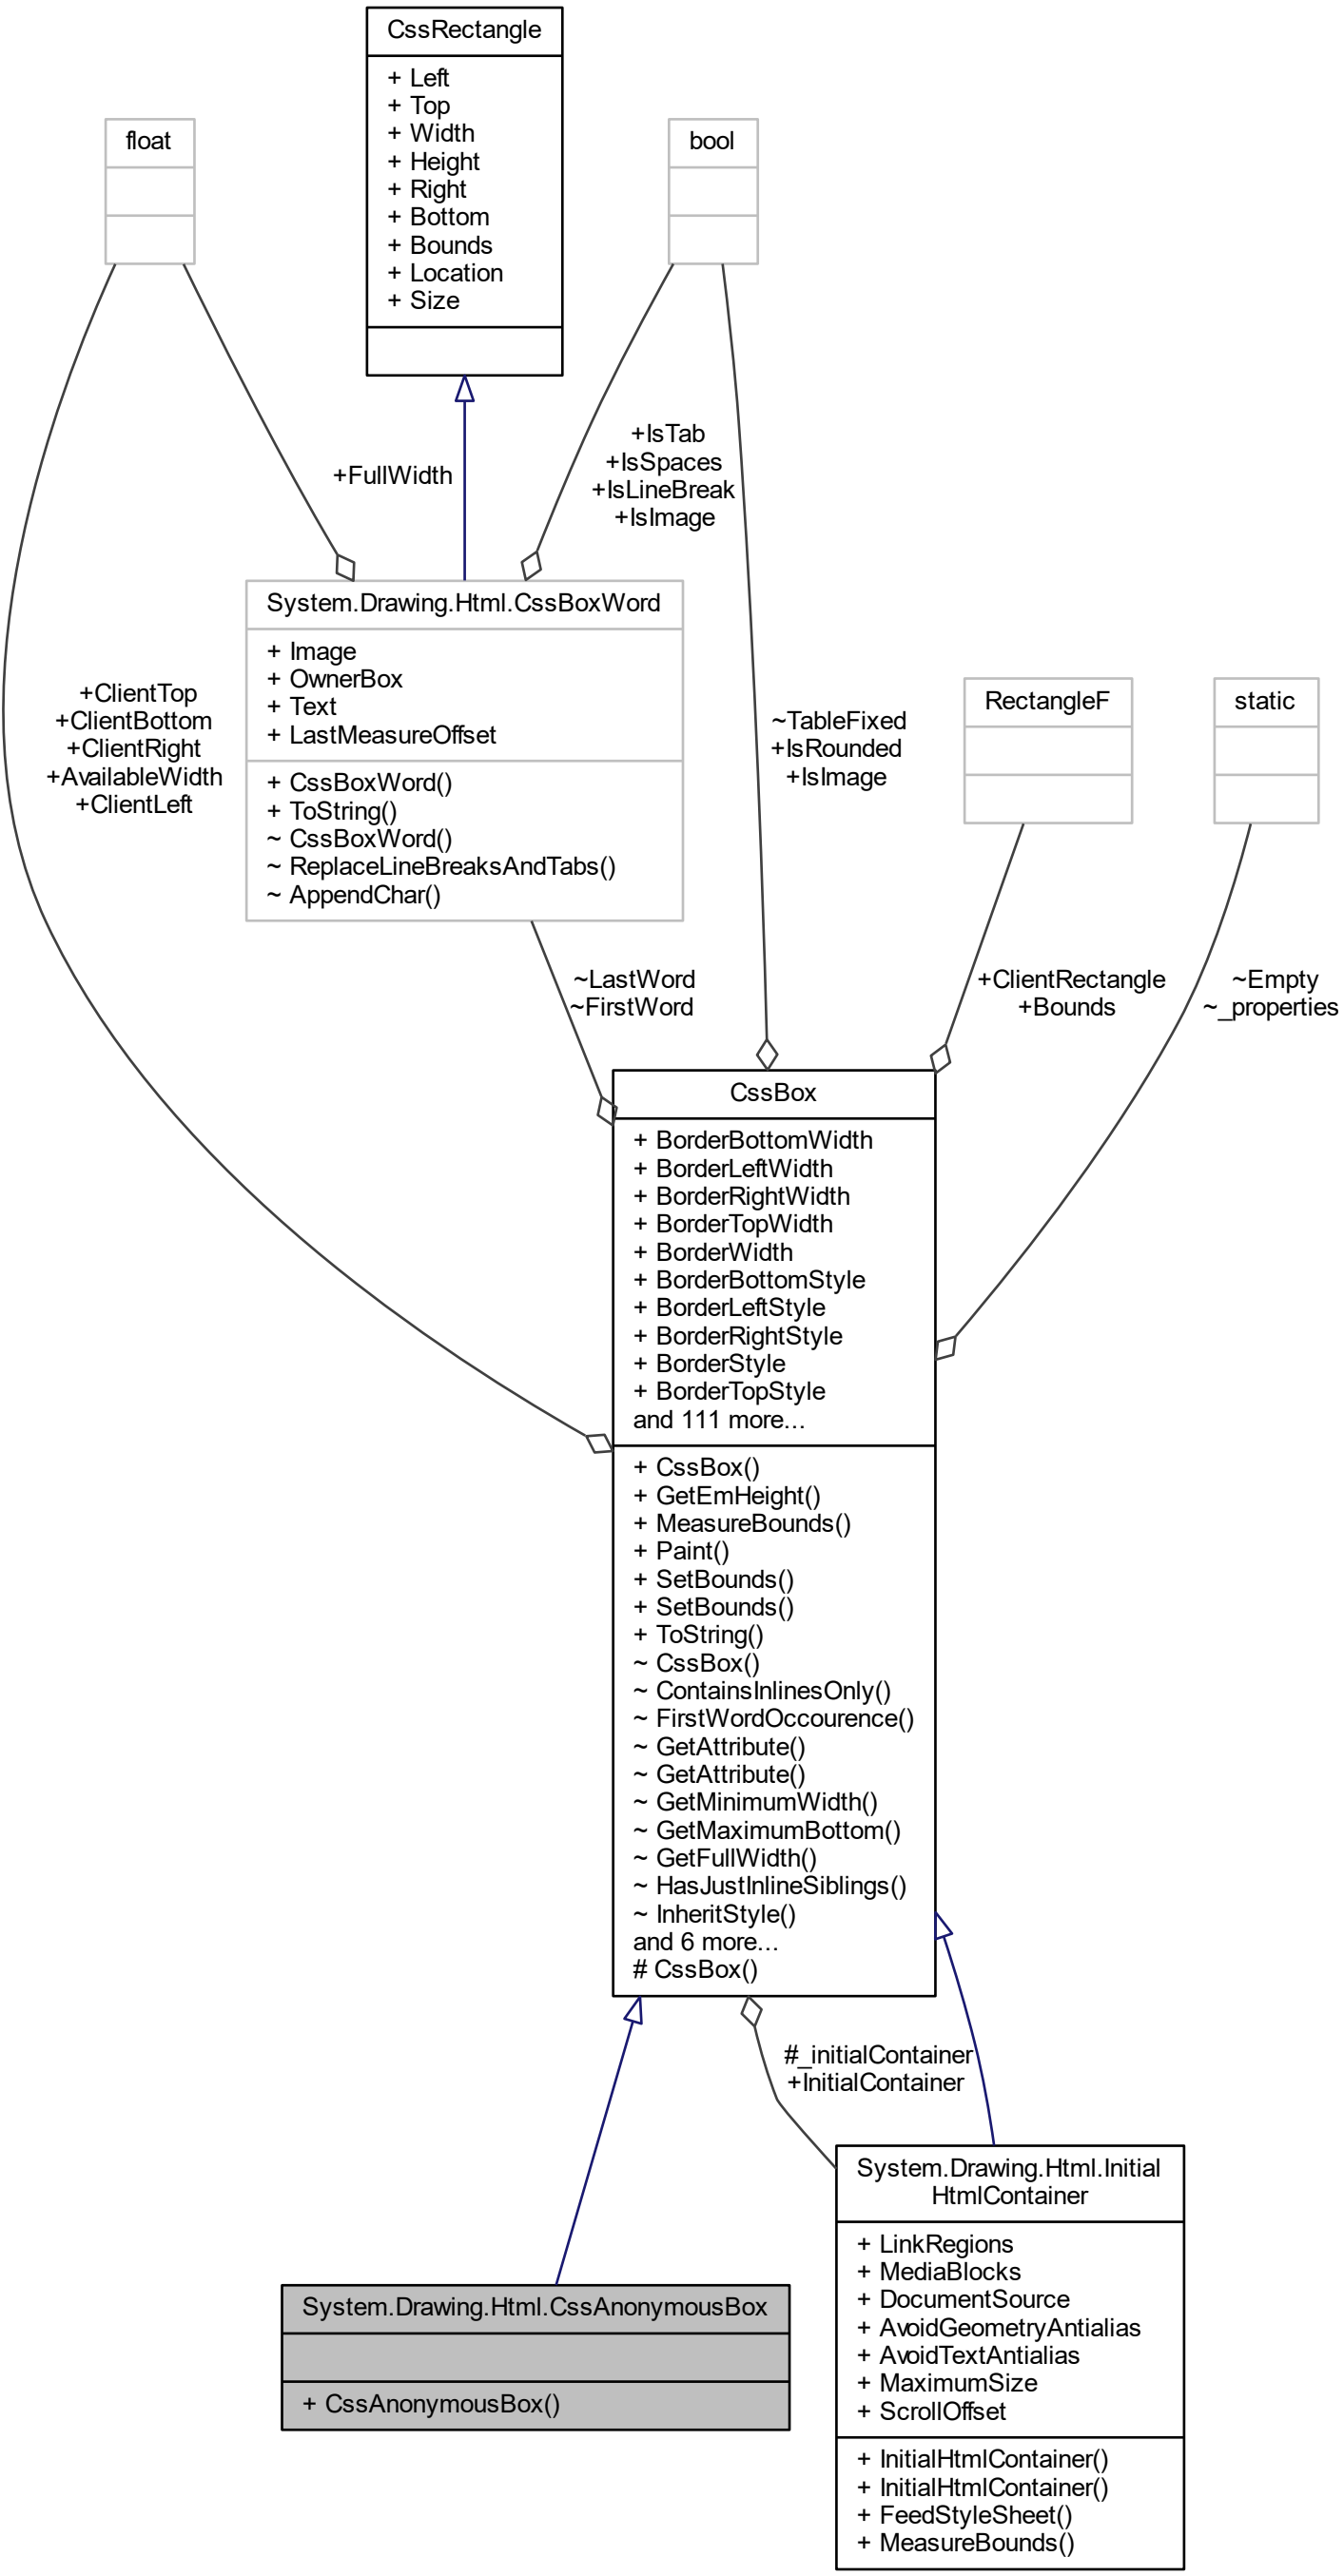 CssRectangle
+ Left
+ Top
+ Width
+ Height
+ Right
+ Bottom
+ Bounds
+ Location
+ Size
float
bool
+FullWidth
+IsTab
+IsSpaces
+IsLineBreak
+IsImage
System.Drawing.Html.CssBoxWord
+ Image
+ OwnerBox
+ Text
+ LastMeasureOffset
+ CssBoxWord()
+ ToString()
~ CssBoxWord()
~ ReplaceLineBreaksAndTabs()
~ AppendChar()
+ClientTop
+ClientBottom
+ClientRight
+AvailableWidth
+ClientLeft
~TableFixed
+IsRounded
+IsImage
RectangleF
static
~LastWord
~FirstWord
+ClientRectangle
+Bounds
~Empty
~_properties
CssBox
+ BorderBottomWidth
+ BorderLeftWidth
+ BorderRightWidth
+ BorderTopWidth
+ BorderWidth
+ BorderBottomStyle
+ BorderLeftStyle
+ BorderRightStyle
+ BorderStyle
+ BorderTopStyle
and 111 more...
+ CssBox()
+ GetEmHeight()
+ MeasureBounds()
+ Paint()
+ SetBounds()
+ SetBounds()
+ ToString()
~ CssBox()
~ ContainsInlinesOnly()
~ FirstWordOccourence()
~ GetAttribute()
~ GetAttribute()
~ GetMinimumWidth()
~ GetMaximumBottom()
~ GetFullWidth()
~ HasJustInlineSiblings()
~ InheritStyle()
and 6 more...
# CssBox()
#_initialContainer
+InitialContainer
System.Drawing.Html.CssAnonymousBox
+ CssAnonymousBox()
System.Drawing.Html.Initial
HtmlContainer
+ LinkRegions
+ MediaBlocks
+ DocumentSource
+ AvoidGeometryAntialias
+ AvoidTextAntialias
+ MaximumSize
+ ScrollOffset
+ InitialHtmlContainer()
+ InitialHtmlContainer()
+ FeedStyleSheet()
+ MeasureBounds()